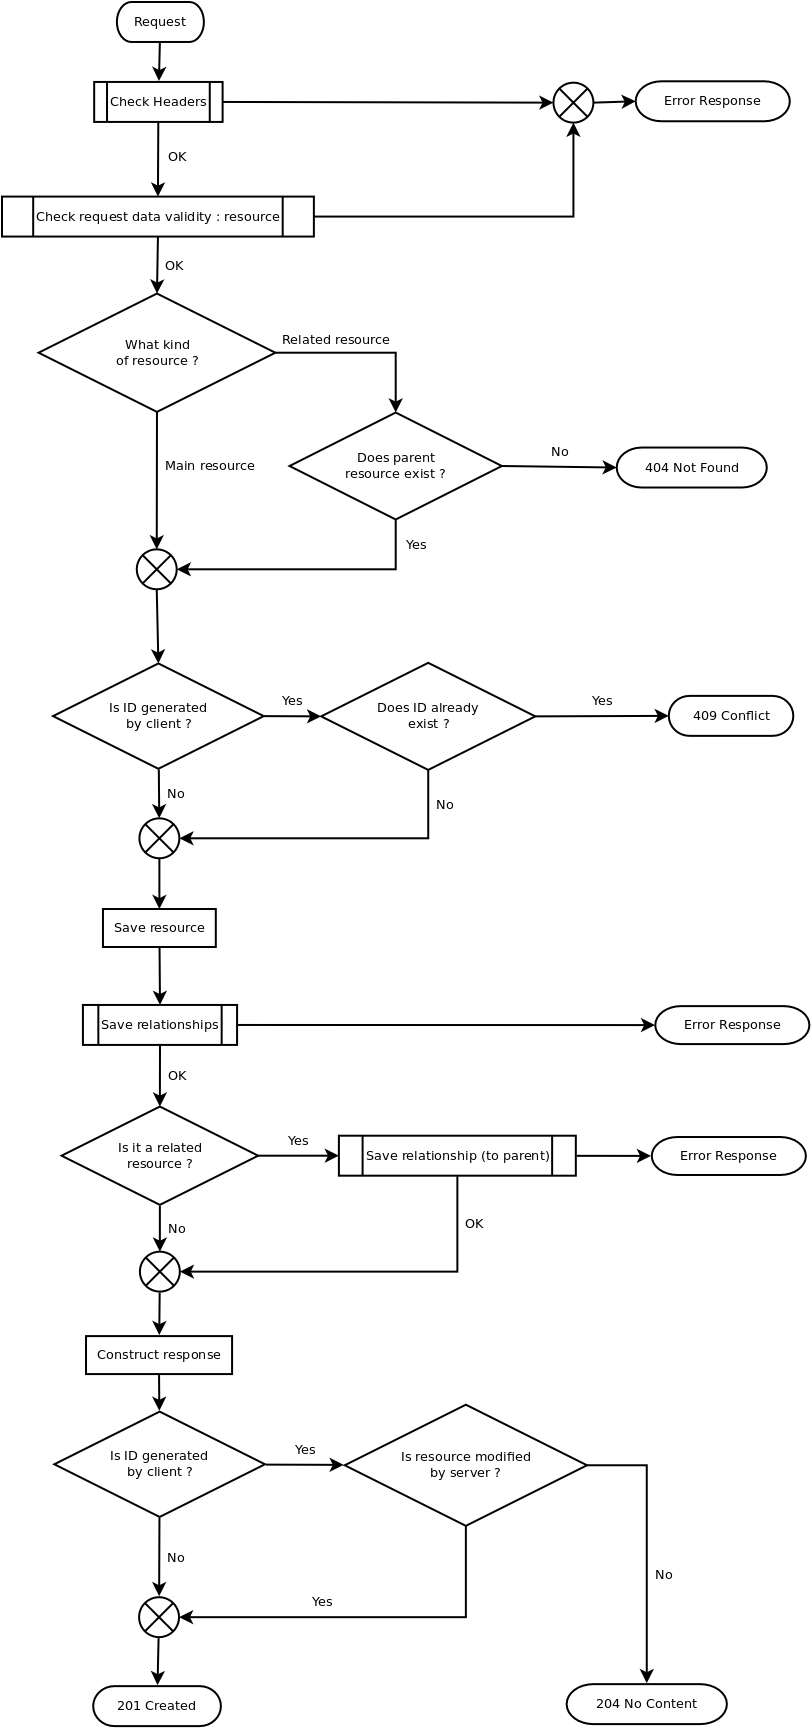 Request
Check Headers
Error Response
OK
Check request data validity : resource
OK
What kind
of resource ?
Related resource
Main resource
Does parent
resource exist ?
No
404 Not Found
Yes
Is ID generated
by client ?
Yes
Does ID already
exist ?
Yes
409 Conflict
No
No
Save resource
Save relationships
Error Response
OK
Is it a related
resource ?
Yes
Save relationship (to parent)
Error Response
No
OK
Construct response
Is ID generated
by client ?
Yes
Is resource modified
by server ?
No
No
Yes
201 Created
204 No Content